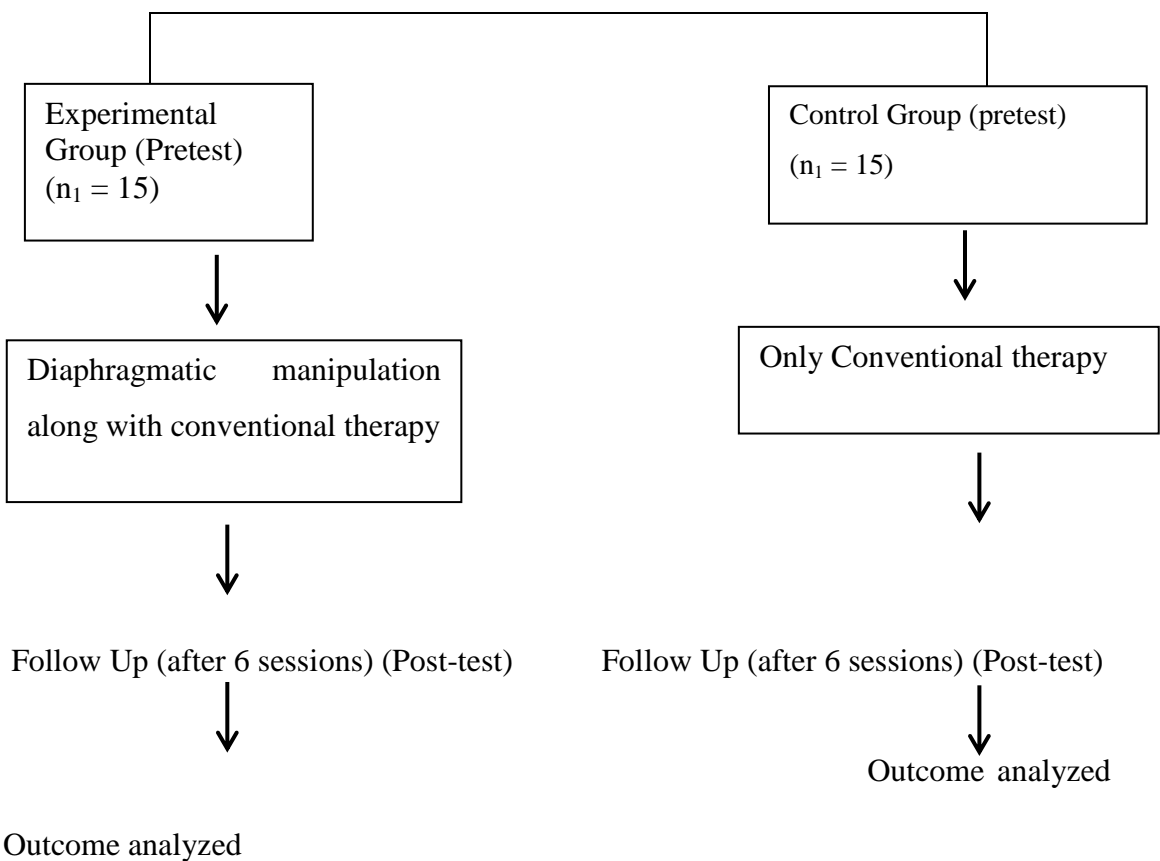 Experimental
Group (Pretest)
(n₁ = 15)
Control Group (pretest)
(n₁ = 15)
Diaphragmatic manipulation
along with conventional therapy
Only Conventional therapy
Follow Up (after 6 sessions) (Post-test)
Follow Up (after 6 sessions) (Post-test)
Outcome analyzed
Outcome analyzed